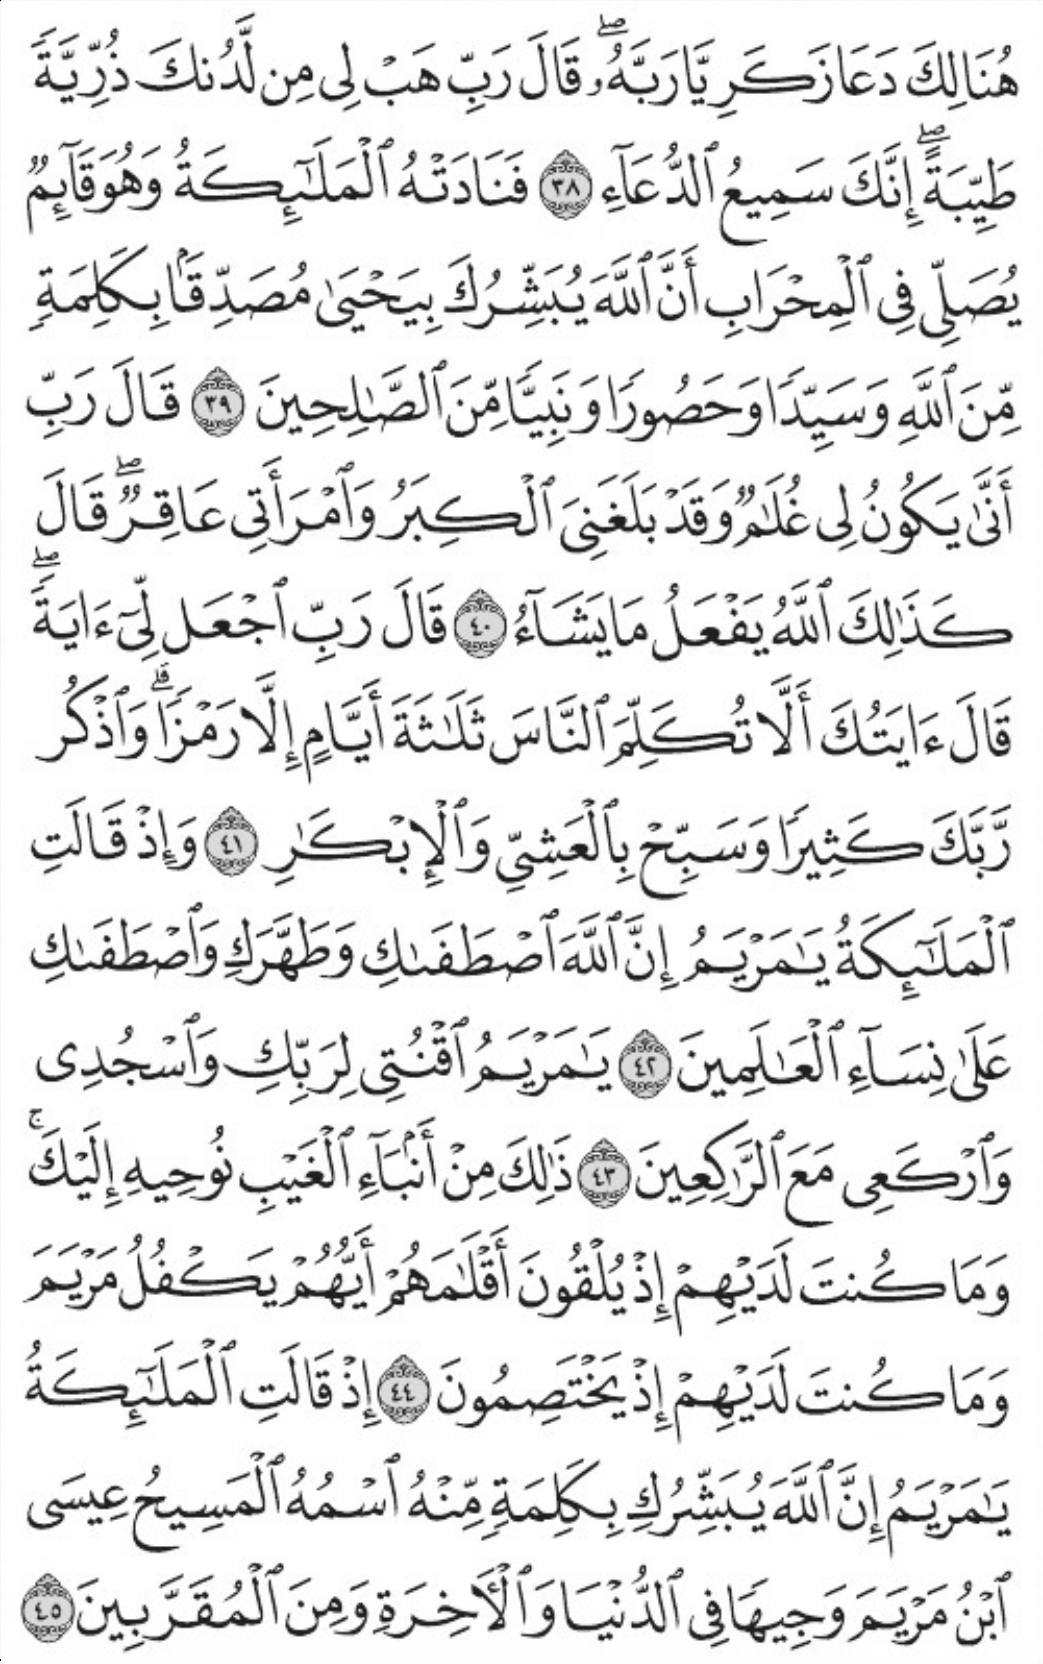 هُنَالِكَ دَعَا زَكَرِيَّا رَبَّهُۥۖ قَالَ رَبِّ هَبۡ لِي مِن لَّدُنكَ ذُرِّيَّةٗ
طَيِّبَةًۖ إِنَّكَ سَمِيعُ ٱلدُّعَآءِ ٣٨ فَنَادَتۡهُ ٱلۡمَلَٰٓئِكَةُ وَهُوَ قَآئِمٞ
يُصَلِّي فِي ٱلۡمِحۡرَابِ أَنَّ ٱللَّهَ يُبَشِّرُكَ بِيَحۡيَىٰ مُصَدِّقَۢا بِكَلِمَةٖ
مِّنَ ٱللَّهِ وَسَيِّدٗا وَحَصُورٗا وَنَبِيّٗا مِّنَ ٱلصَّٰلِحِينَ ٣٩ قَالَ رَبِّ
أَنَّىٰ يَكُونُ لِي غُلَٰمٞ وَقَدۡ بَلَغَنِيَ ٱلۡكِبَرُ وَٱمۡرَأَتِي عَاقِرٞۖ قَالَ
كَذَٰلِكَ ٱللَّهُ يَفۡعَلُ مَا يَشَآءُ ٤٠ قَالَ رَبِّ ٱجۡعَل لِّيٓ ءَايَةٗۖ
قَالَ ءَايَتُكَ أَلَّا تُكَلِّمَ ٱلنَّاسَ ثَلَٰثَةَ أَيَّامٍ إِلَّا رَمۡزٗاۗ وَٱذۡكُر
رَّبَّكَ كَثِيرٗا وَسَبِّحۡ بِٱلۡعَشِيِّ وَٱلۡإِبۡكَٰرِ ٤١ وَإِذۡ قَالَتِ
ٱلۡمَلَٰٓئِكَةُ يَٰمَرۡيَمُ إِنَّ ٱللَّهَ ٱصۡطَفَىٰكِ وَطَهَّرَكِ وَٱصۡطَفَىٰكِ
عَلَىٰ نِسَآءِ ٱلۡعَٰلَمِينَ ٤٢ يَٰمَرۡيَمُ ٱقۡنُتِي لِرَبِّكِ وَٱسۡجُدِي
وَٱرۡكَعِي مَعَ ٱلرَّٰكِعِينَ ٤٣ ذَٰلِكَ مِنۡ أَنۢبَآءِ ٱلۡغَيۡبِ نُوحِيهِ إِلَيۡكَۚ
وَمَا كُنتَ لَدَيۡهِمۡ إِذۡ يُلۡقُونَ أَقۡلَٰمَهُمۡ أَيُّهُمۡ يَكۡفُلُ مَرۡيَمَ
وَمَا كُنتَ لَدَيۡهِمۡ إِذۡ يَخۡتَصِمُونَ ٤٤ إِذۡ قَالَتِ ٱلۡمَلَٰٓئِكَةُ
يَٰمَرۡيَمُ إِنَّ ٱللَّهَ يُبَشِّرُكِ بِكَلِمَةٖ مِّنۡهُ ٱسۡمُهُ ٱلۡمَسِيحُ عِيسَى
ٱبۡنُ مَرۡيَمَ وَجِيهٗا فِي ٱلدُّنۡيَا وَٱلۡأٓخِرَةِ وَمِنَ ٱلۡمُقَرَّبِينَ ٤٥